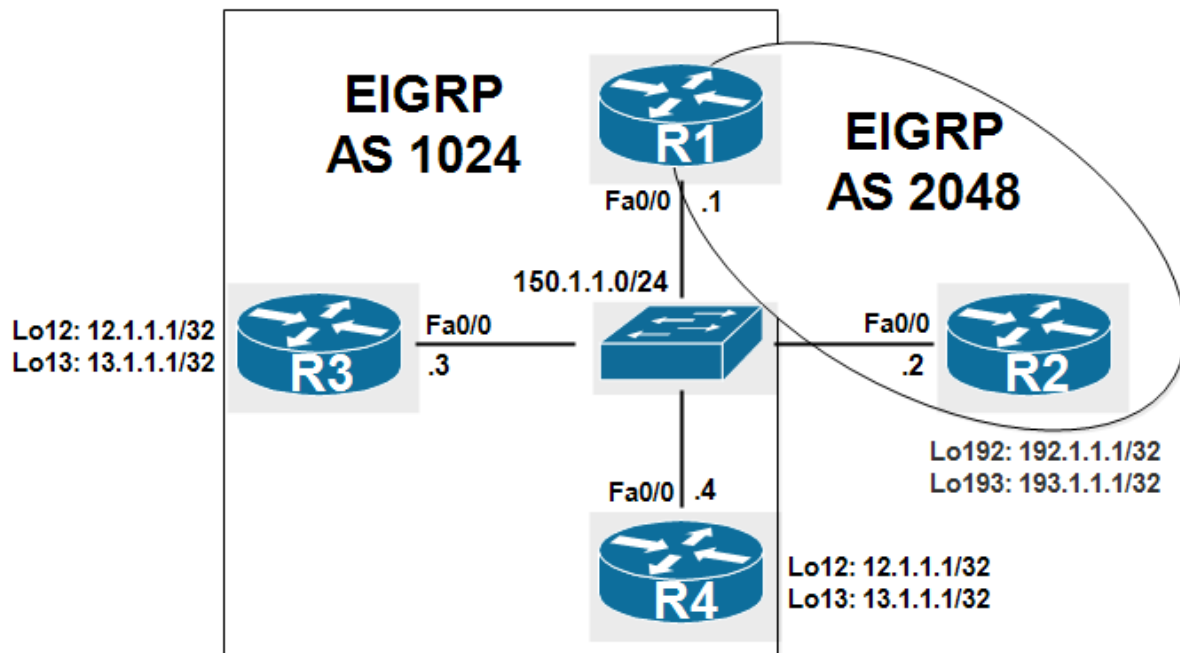 EIGRP
AS 1024
R1
EIGRP
AS 2048
Fa0/0
.1
150.1.1.0/24
Lo12: 12.1.1.1/32
Lo13: 13.1.1.1/32
R3
Fa0/0
.3
Fa0/0
.2
R2
Lo192: 192.1.1.1/32
Lo193: 193.1.1.1/32
Fa0/0
.4
R4
Lo12: 12.1.1.1/32
Lo13: 13.1.1.1/32